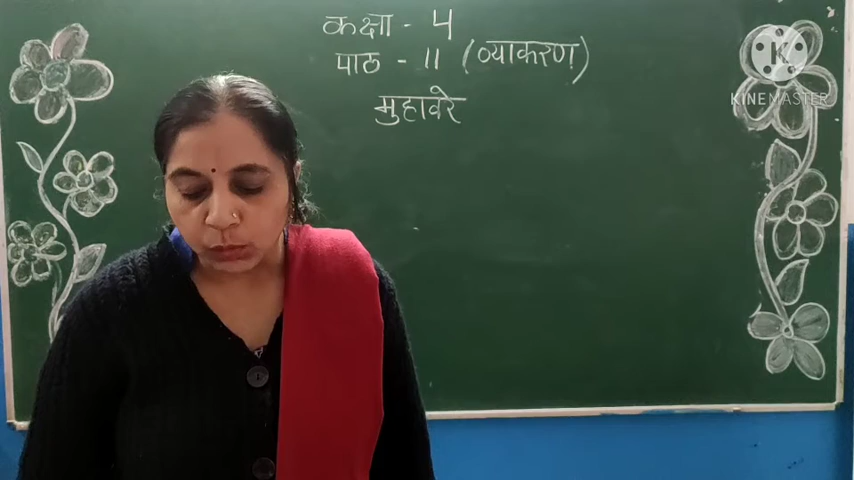 कक्षा - 4
पाठ - 11 (व्याकरण)
मुहावरे
K
KINEMASTER